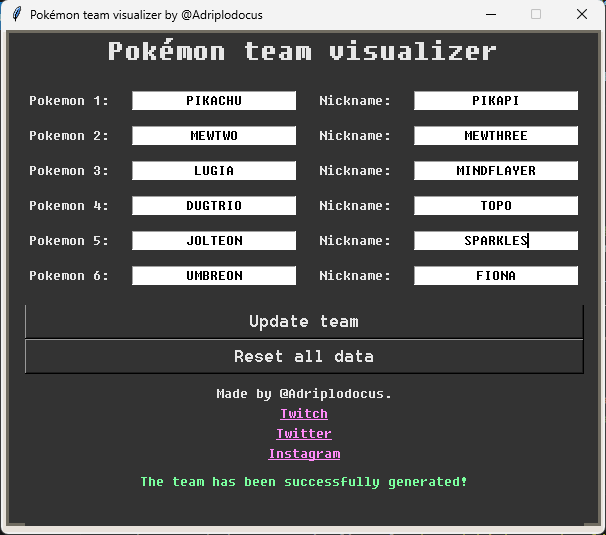 Pokémon team visualizer by @Adriplodocus
Pokémon team visualizer
Pokemon 1: PIKACHU Nickname: PIKAPI
Pokemon 2: MEWTWO Nickname: MEWTHREE
Pokemon 3: LUGIA Nickname: MINDFLAYER
Pokemon 4: DUGTRIO Nickname: TOPO
Pokemon 5: JOLTEON Nickname: SPARKLES
Pokemon 6: UMBREON Nickname: FIONA
Update team
Reset all data
Made by @Adriplodocus.
Twitch
Twitter
Instagram
The team has been successfully generated!